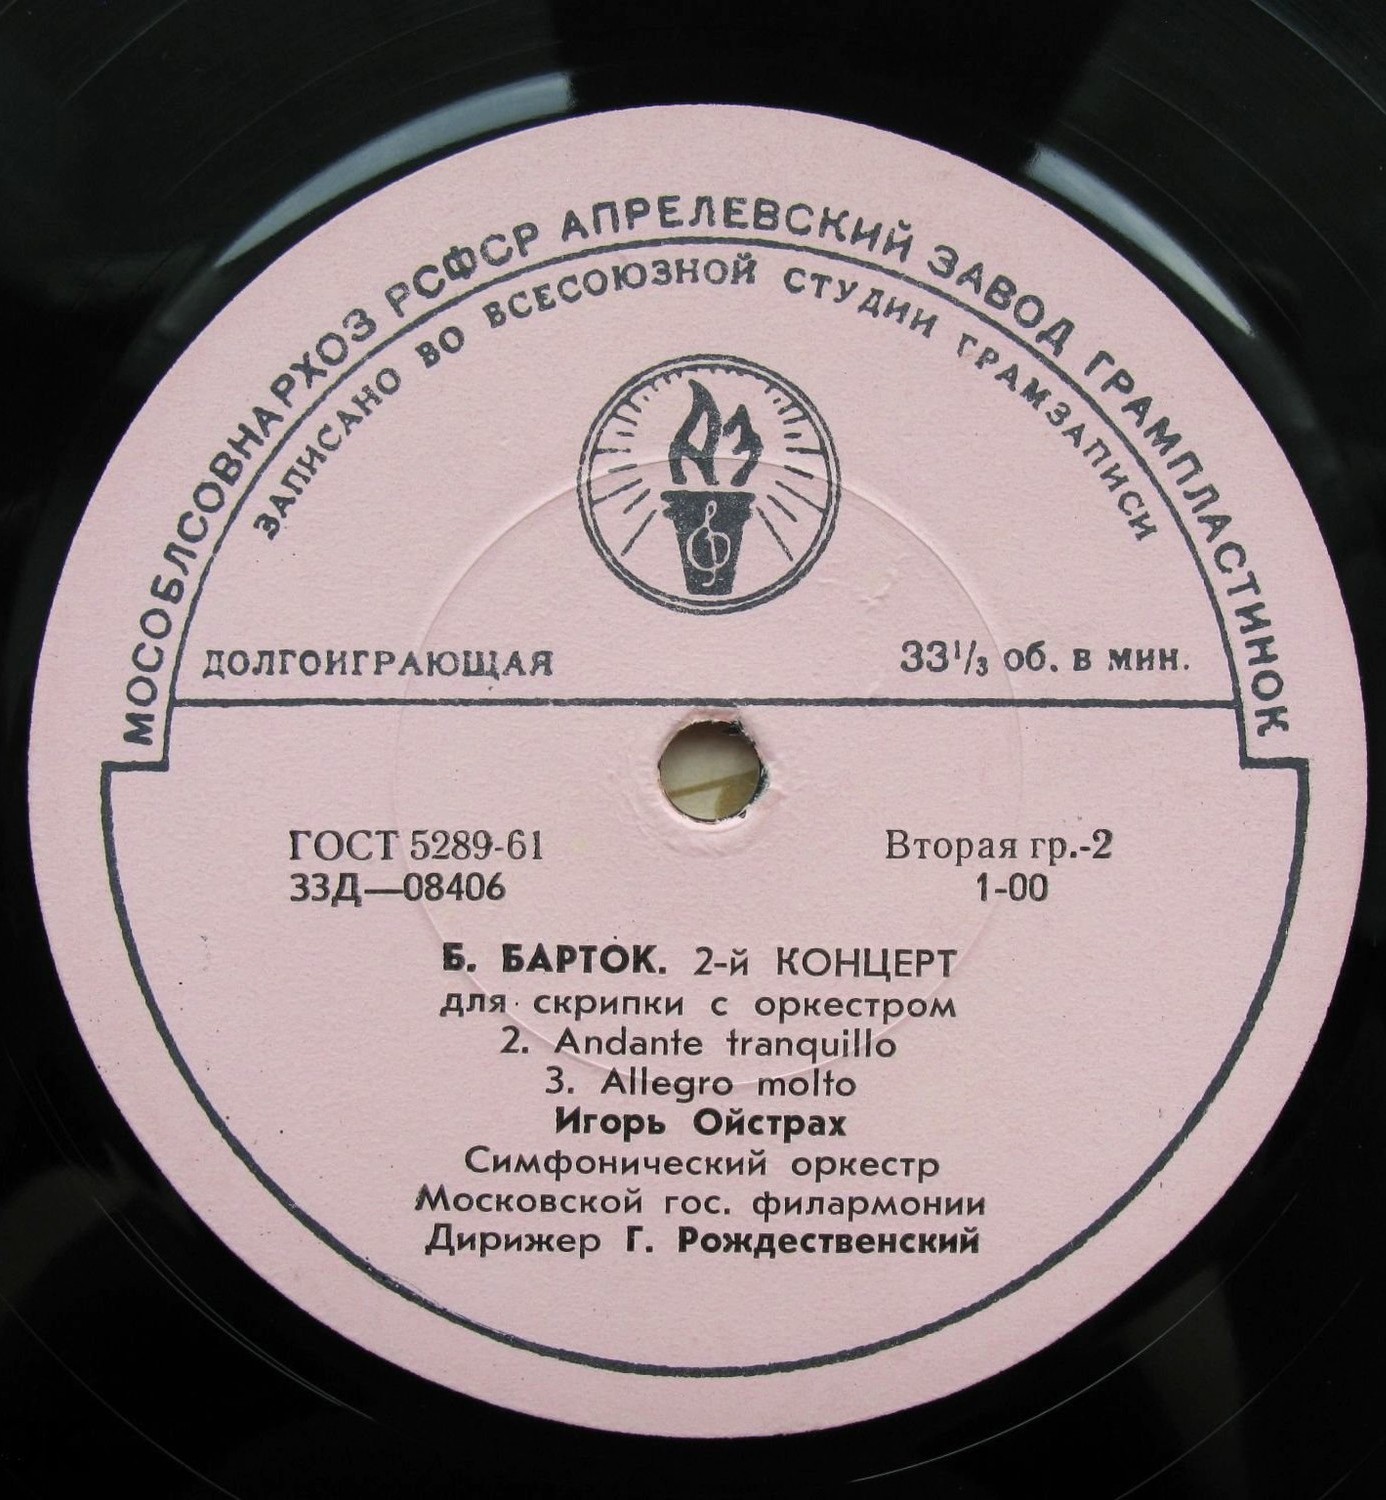 МОСОБЛСОВНАРХОЗ РСФСР АПРЕЛЕВСКИЙ ЗАВОД ГРАМПЛАСТИНОК
ЗАПИСАНО ВО ВСЕСОЮЗНОЙ СТУДИИ ГРАМЗАПИСИ
АЗ
ДОЛГОИГРАЮЩАЯ 33⅓ об. в мин.
ГОСТ 5289-61 Вторая гр.-2
33Д—08406 1-00
Б. БАРТОК. 2-й КОНЦЕРТ
для скрипки с оркестром
2. Andante tranquillo
3. Allegro molto
Игорь Ойстрах
Симфонический оркестр
Московской гос. филармонии
Дирижер Г. Рождественский